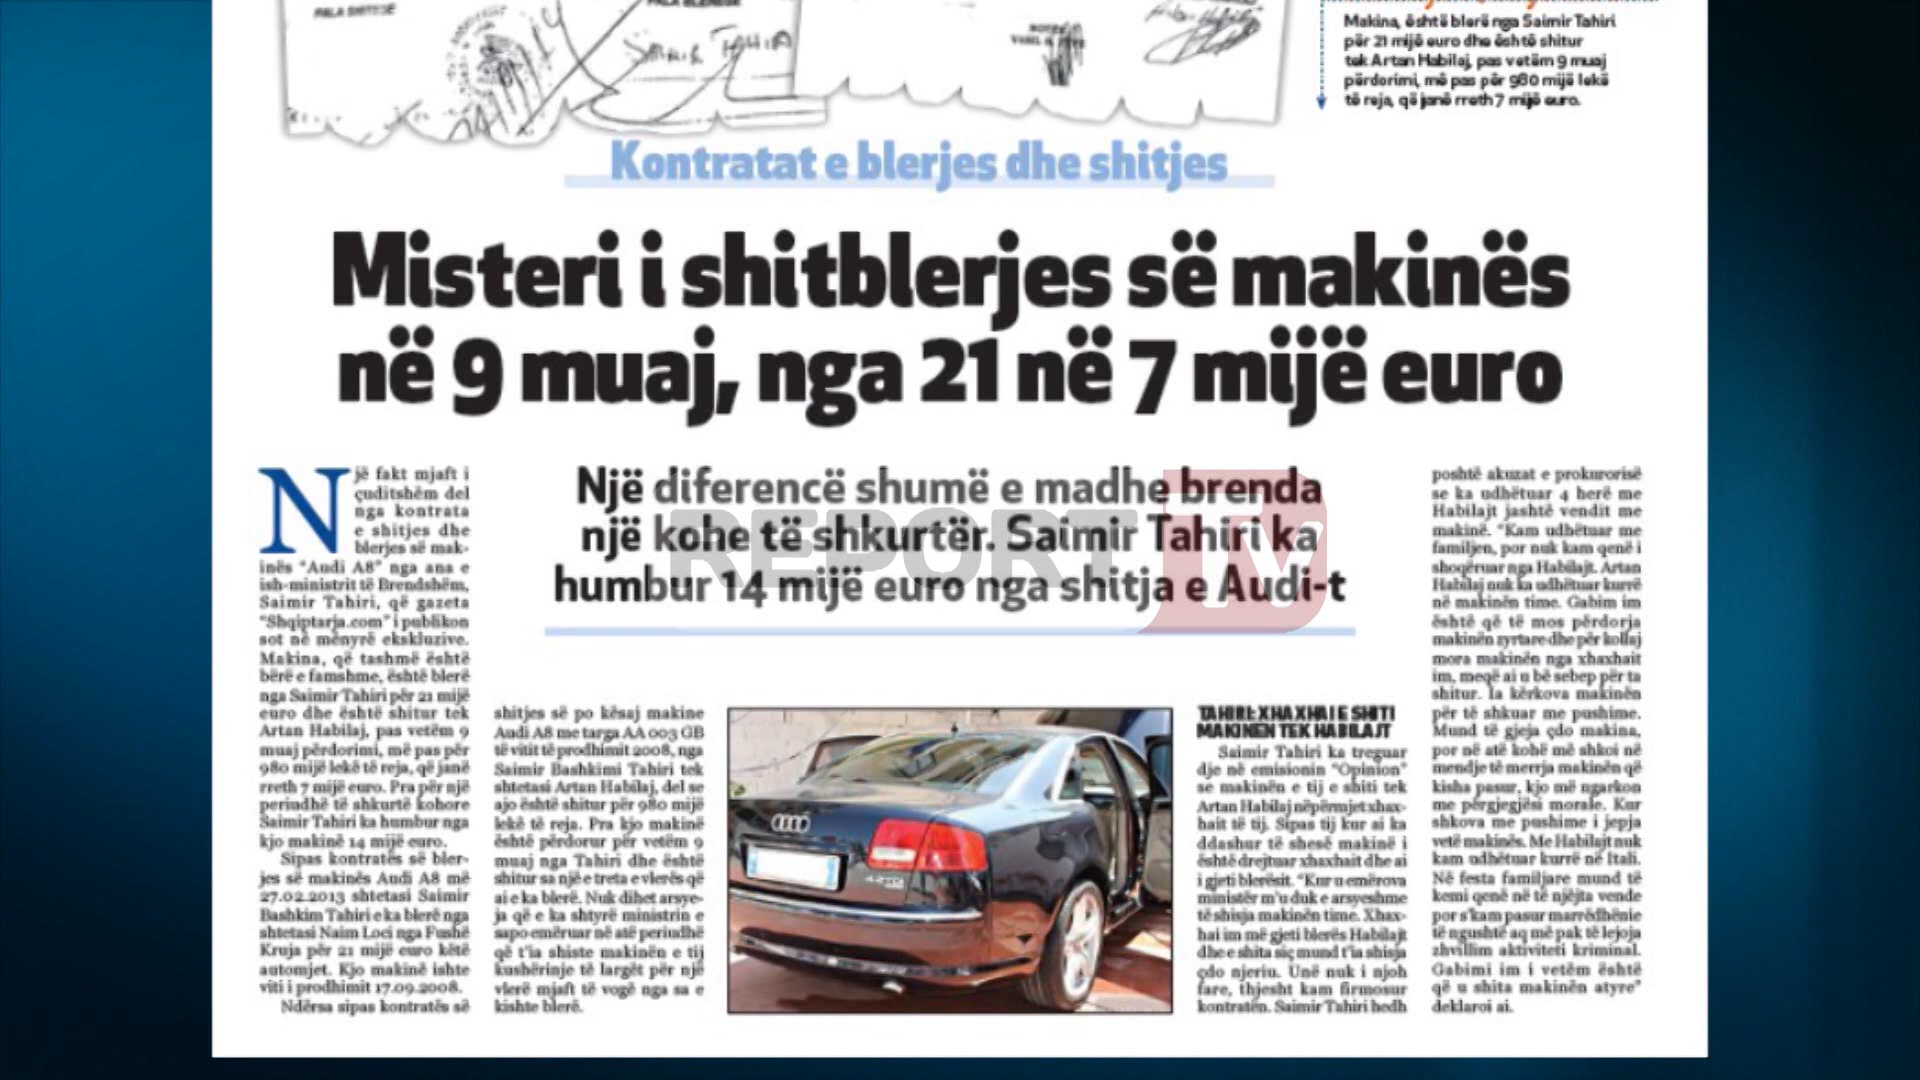 PALA SHITESE
PALA BLERESE
SAIMIR TAHIRI
Makina, është blerë nga Saimir Tahiri
për 21 mijë euro dhe është shitur
tek Artan Habilaj, pas vetëm 9 muaj
përdorimi, më pas për 980 mijë lekë
të reja, që janë rreth 7 mijë euro.
Kontratat e blerjes dhe shitjes
Misteri i shitblerjes së makinës
në 9 muaj, nga 21 në 7 mijë euro
Një diferencë shumë e madhe brenda
një kohe të shkurtër. Saimir Tahiri ka
humbur 14 mijë euro nga shitja e Audi-t
REPORT TV
Një fakt mjaft i
çuditshëm del
nga kontrata
e shitjes dhe
blerjes së mak-
inës "Audi A8" nga ana e
ish-ministrit të Brendshëm,
Saimir Tahiri, që gazeta
"Shqiptarja.com" i publikon
sot në mënyrë ekskluzive.
Makina, që tashmë është
bërë e famshme, është blerë
nga Saimir Tahiri për 21 mijë
euro dhe është shitur tek
Artan Habilaj, pas vetëm 9
muaj përdorimi, më pas për
980 mijë lekë të reja, që janë
rreth 7 mijë euro. Pra për një
periudhë të shkurtë kohore
Saimir Tahiri ka humbur nga
kjo makinë 14 mijë euro.
Sipas kontratës së bler-
jes së makinës Audi A8 më
27.02.2013 shtetasi Saimir
Bashkim Tahiri e ka blerë nga
shtetasi Naim Loci nga Fushë
Kruja për 21 mijë euro këtë
automjet. Kjo makinë ishte
viti i prodhimit 17.09.2008.
Ndërsa sipas kontratës së
shitjes së po kësaj makine
Audi A8 me targa AA 003 GB
të vitit të prodhimit 2008, nga
Saimir Bashkimi Tahiri tek
shtetasi Artan Habilaj, del se
ajo është shitur për 980 mijë
lekë të reja. Pra kjo makinë
është përdorur për vetëm 9
muaj nga Tahiri dhe është
shitur sa një e treta e vlerës që
ai e ka blerë. Nuk dihet arsye-
ja që e ka shtyrë ministrin e
sapo emëruar në atë periudhë
që t'ia shiste makinën e tij
kushërinje të largët për një
vlerë mjaft të vogë nga sa e
kishte blerë.
TAHIRI: XHAXHAI E SHITI
MAKINËN TEK HABILAJT
Saimir Tahiri ka treguar
dje në emisionin "Opinion"
se makinën e tij e shiti tek
Artan Habilaj nëpërmjet xhax-
hait të tij. Sipas tij kur ai ka
ddashur të shesë makinë i
është drejtuar xhaxhait dhe ai
i gjeti blerësit. "Kur u emërova
ministër m'u duk e arsyeshme
të shisja makinën time. Xhax-
hai im më gjeti blerës Habilajt
dhe e shita siç mund t'ia shisja
çdo njeriu. Unë nuk i njoh
fare, thjesht kam firmosur
kontratën. Saimir Tahiri hedh
poshtë akuzat e prokurorisë
se ka udhëtuar 4 herë me
Habilajt jashtë vendit me
makinë. "Kam udhëtuar me
familjen, por nuk kam qenë i
shoqëruar nga Habilajt. Artan
Habilaj nuk ka udhëtuar kurrë
në makinën time. Gabim im
është që të mos përdorja
makinën zyrtare dhe për kollaj
mora makinën nga xhaxhait
im, meqë ai u bë sebep për ta
shitur. Ia kërkova makinën
për të shkuar me pushime.
Mund të gjeja çdo makina,
por në atë kohë më shkoi në
mendje të merrja makinën që
kisha pasur, kjo më ngarkon
me përgjegjësi morale. Kur
shkova me pushime i jepja
vetë makinës. Me Habilajt nuk
kam udhëtuar kurrë në Itali.
Në festa familjare mund të
kemi qenë në të njëjta vende
por s'kam pasur marrëdhënie
të ngushtë aq më pak të lejoja
zhvillim aktiviteti kriminal.
Gabimi im i vetëm është
që u shita makinën atyre"
deklaroi ai.